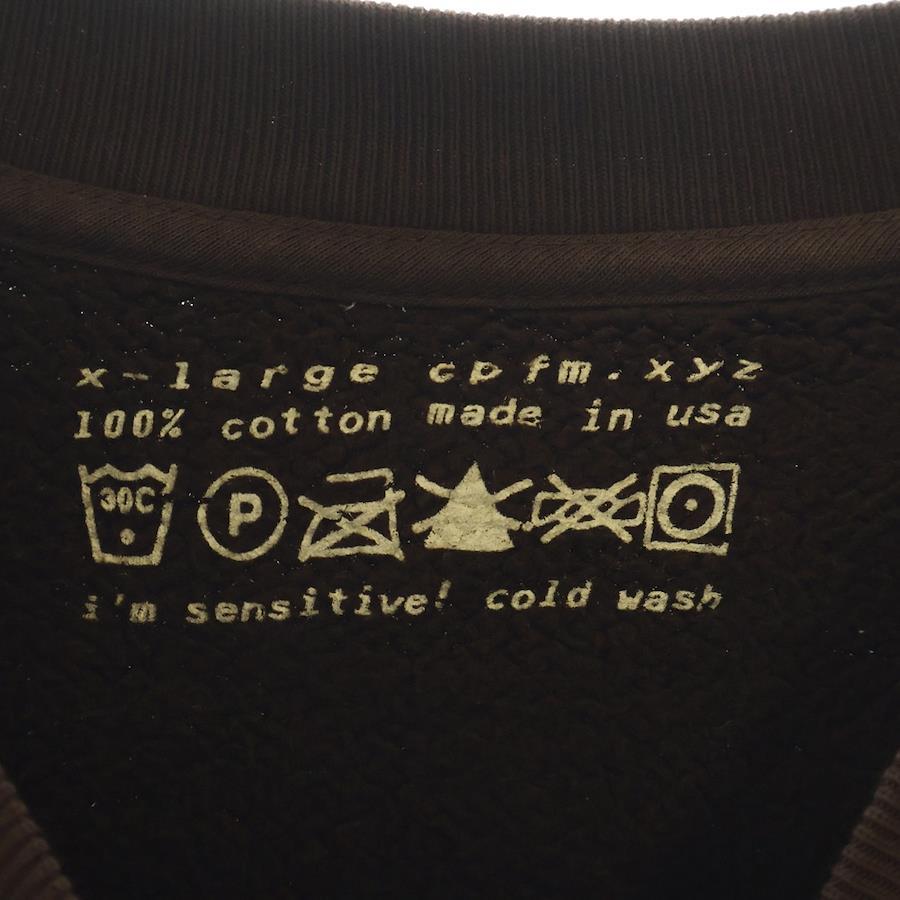 x-large cpfm.xyz
100% cotton made in usa
30C P
i'm sensitive! cold wash